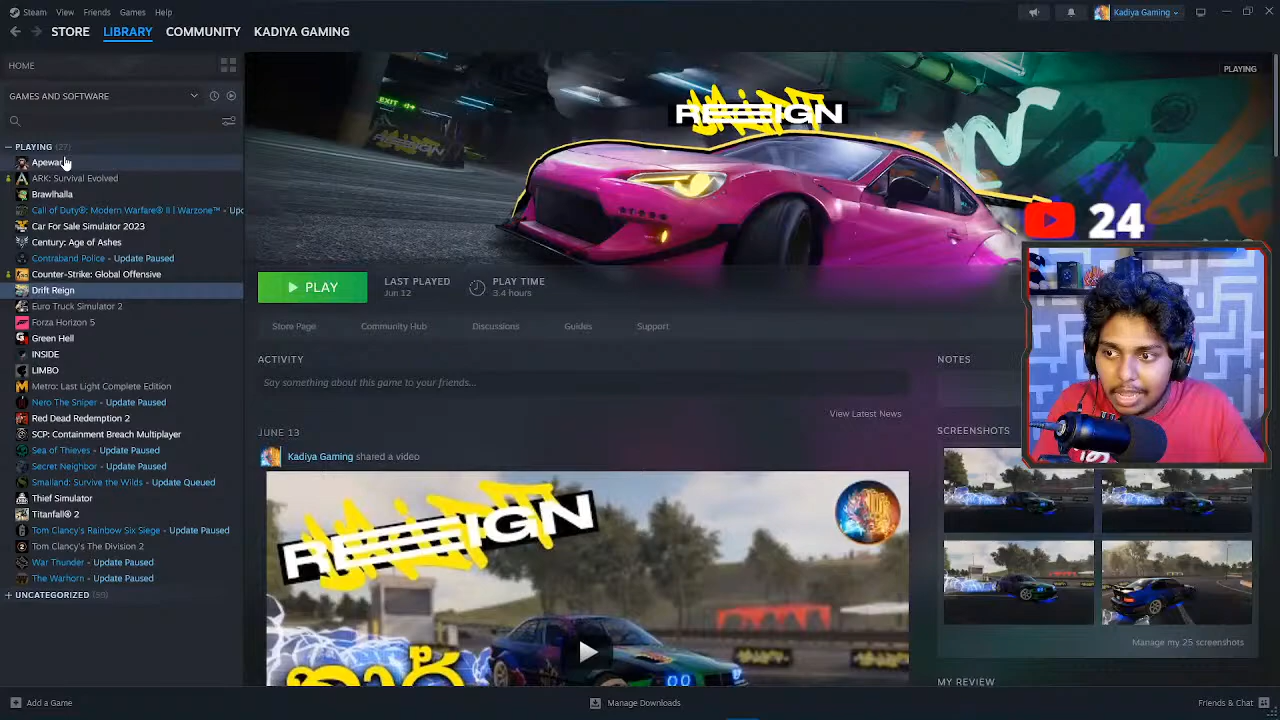 Steam View Friends Games Help
Kadiya Gaming
STORE LIBRARY COMMUNITY KADIYA GAMING
HOME
PLAYING
GAMES AND SOFTWARE
PLAYING (27)
ARK: Survival Evolved
Brawlhalla
Call of Duty®: Modern Warfare® II | Warzone™ - Upd
Car For Sale Simulator 2023
Century: Age of Ashes
Contraband Police - Update Paused
Counter-Strike: Global Offensive
Drift Reign
Euro Truck Simulator 2
Forza Horizon 5
Green Hell
INSIDE
LIMBO
Metro: Last Light Complete Edition
Nero The Sniper - Update Paused
Red Dead Redemption 2
SCP: Containment Breach Multiplayer
Sea of Thieves - Update Paused
Secret Neighbor - Update Paused
Smalland: Survive the Wilds - Update Queued
Thief Simulator
Titanfall® 2
Tom Clancy's Rainbow Six Siege - Update Paused
Tom Clancy's The Division 2
War Thunder - Update Paused
The Warhorn - Update Paused
UNCATEGORIZED
EXIT
24
PLAY
LAST PLAYED
Jun 12
PLAY TIME
3.4 hours
Store Page Community Hub Discussions Guides Support
ACTIVITY
Say something about this game to your friends...
View Latest News
JUNE 13
Kadiya Gaming shared a video
NOTES
SCREENSHOTS
Manage my 25 screenshots
MY REVIEW
Add a Game
Manage Downloads
Friends & Chat